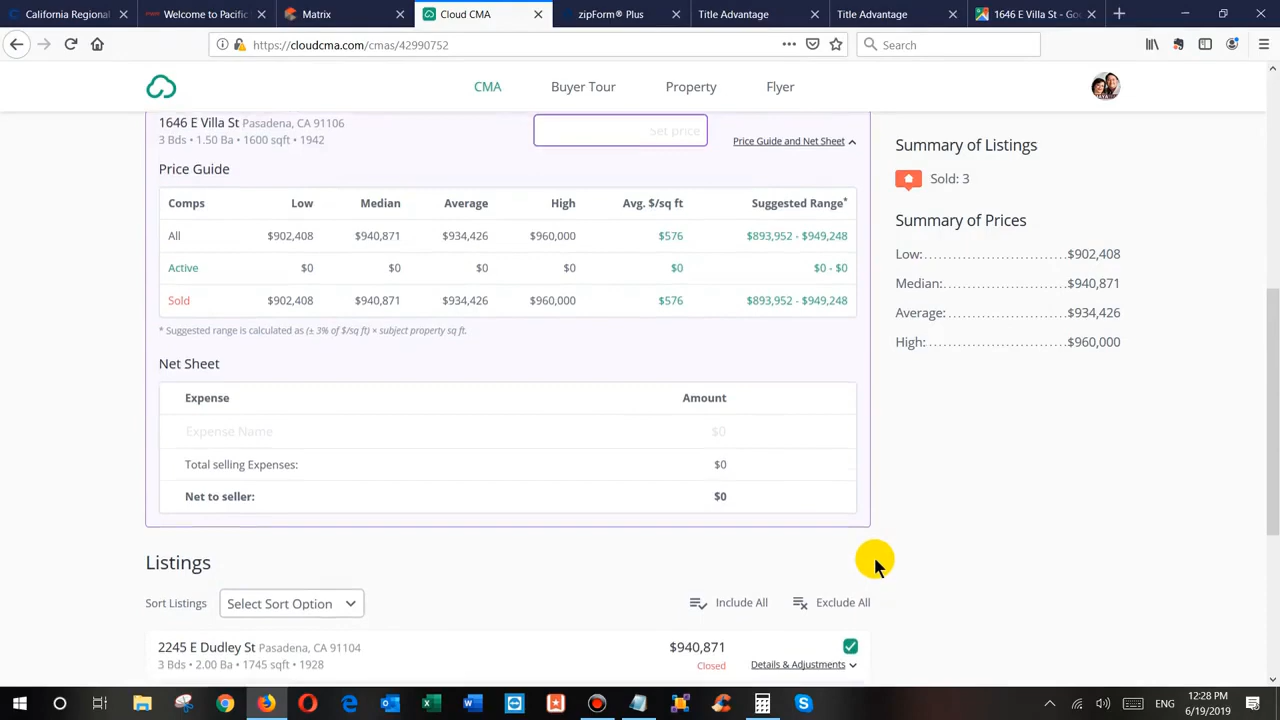 California Regional
Welcome to Pacific
Matrix
Cloud CMA
zipForm® Plus
Title Advantage
Title Advantage
1646 E Villa St - Goo
https://cloudcma.com/cmas/42990752
Search
CMA
Buyer Tour
Property
Flyer
1646 E Villa St Pasadena, CA 91106
3 Bds • 1.50 Ba • 1600 sqft • 1942
Set price
Price Guide and Net Sheet
Price Guide
Comps Low Median Average High Avg. $/sq ft Suggested Range*
All $902,408 $940,871 $934,426 $960,000 $576 $893,952 - $949,248
Active $0 $0 $0 $0 $0 $0 - $0
Sold $902,408 $940,871 $934,426 $960,000 $576 $893,952 - $949,248
* Suggested range is calculated as (± 3% of $/sq ft) × subject property sq ft.
Net Sheet
Expense Amount
Expense Name $0
Total selling Expenses: $0
Net to seller: $0
Summary of Listings
Sold: 3
Summary of Prices
Low: $902,408
Median: $940,871
Average: $934,426
High: $960,000
Listings
Sort Listings Select Sort Option Include All Exclude All
2245 E Dudley St Pasadena, CA 91104 $940,871
3 Bds • 2.00 Ba • 1745 sqft • 1928 Closed Details & Adjustments
ENG
12:28 PM
6/19/2019